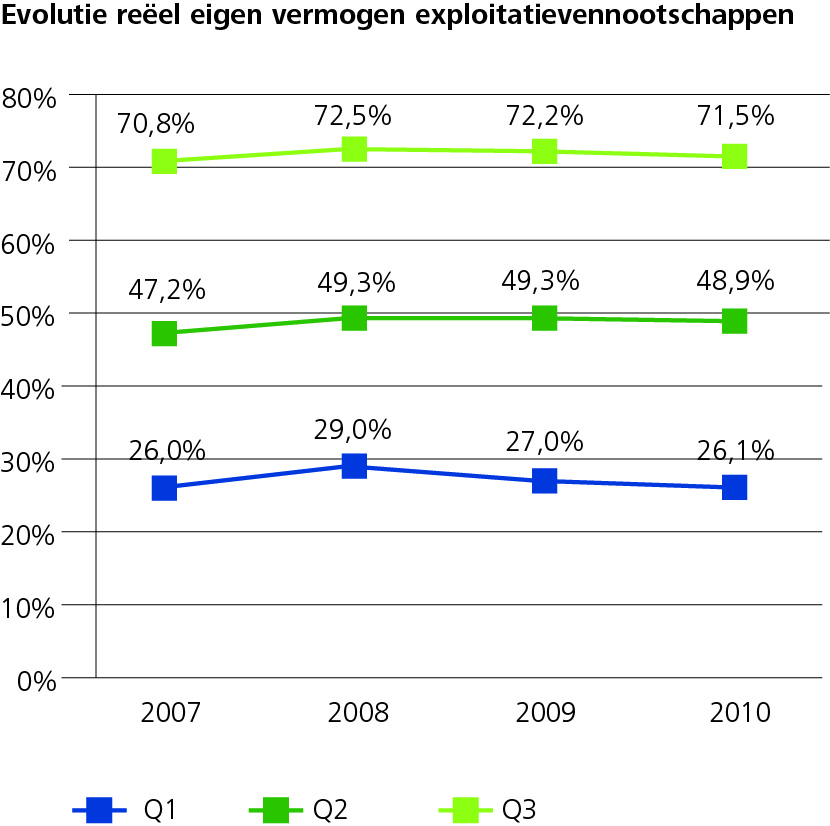 Evolutie reëel eigen vermogen exploitatievennootschappen
80%
70,8% 72,5% 72,2% 71,5%
70%
60%
47,2% 49,3% 49,3% 48,9%
50%
40%
26,0% 29,0% 27,0% 26,1%
30%
20%
10%
0%
2007 2008 2009 2010
Q1 Q2 Q3